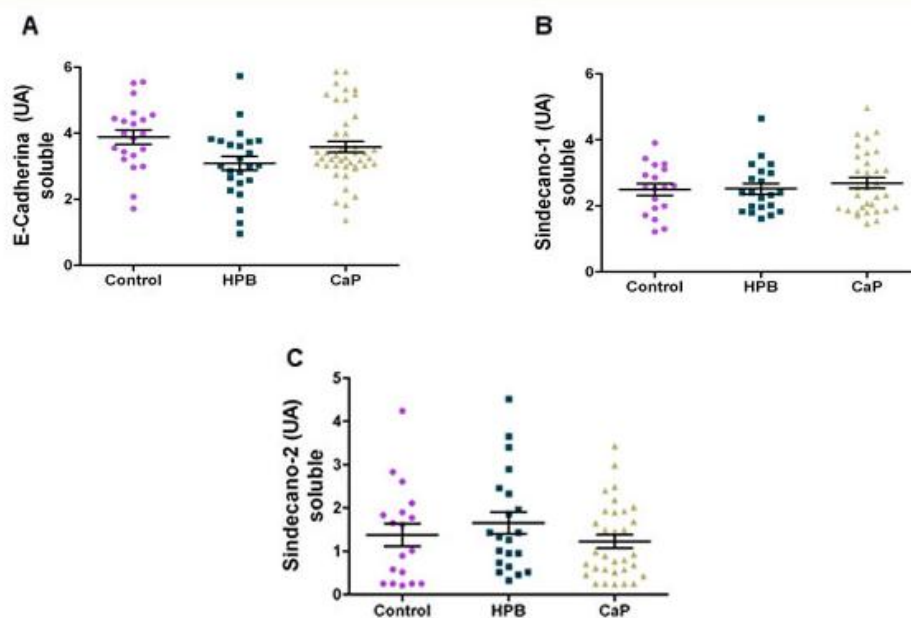 A
E-Cadherina (UA)
soluble
6
4
2
0
Control HPB CaP
B
Sindecano-1 (UA)
soluble
6
4
2
0
Control HPB CaP
C
Sindecano-2 (UA)
soluble
5
4
3
2
1
0
Control HPB CaP